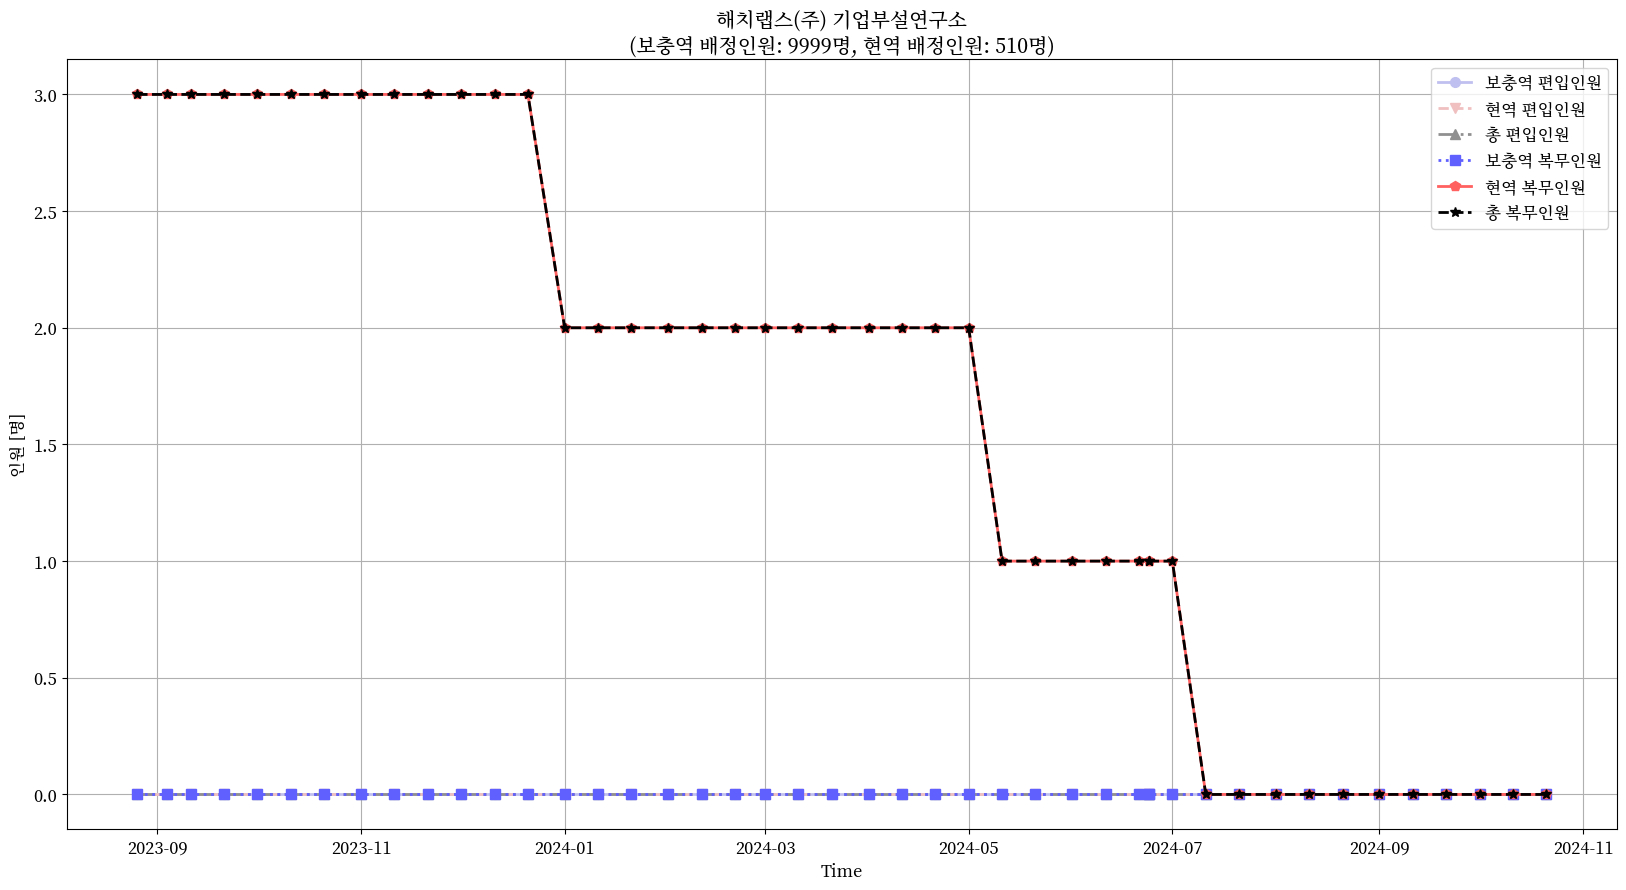 해치랩스(주) 기업부설연구소
(보충역 배정인원: 9999명, 현역 배정인원: 510명)
보충역 편입인원
현역 편입인원
총 편입인원
보충역 복무인원
현역 복무인원
총 복무인원
인원 [명]
3.0
2.5
2.0
1.5
1.0
0.5
0.0
2023-09
2023-11
2024-01
2024-03
2024-05
2024-07
2024-09
2024-11
Time